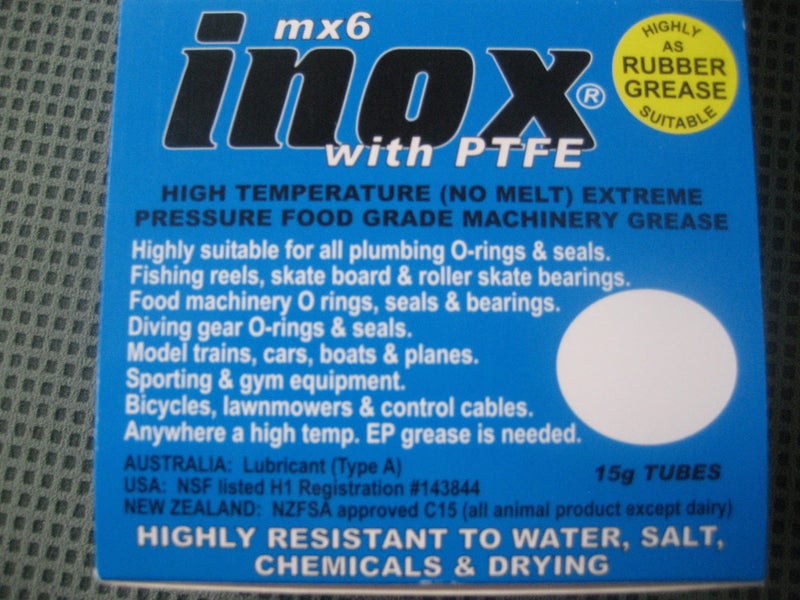 mx6
inox®
with PTFE
HIGHLY
AS
RUBBER
GREASE
SUITABLE
HIGH TEMPERATURE (NO MELT) EXTREME
PRESSURE FOOD GRADE MACHINERY GREASE
Highly suitable for all plumbing O-rings & seals.
Fishing reels, skate board & roller skate bearings.
Food machinery O rings, seals & bearings.
Diving gear O-rings & seals.
Model trains, cars, boats & planes.
Sporting & gym equipment.
Bicycles, lawnmowers & control cables.
Anywhere a high temp. EP grease is needed.
AUSTRALIA: Lubricant (Type A)
USA: NSF listed H1 Registration #143844
NEW ZEALAND: NZFSA approved C15 (all animal product except dairy)
15g TUBES
HIGHLY RESISTANT TO WATER, SALT,
CHEMICALS & DRYING